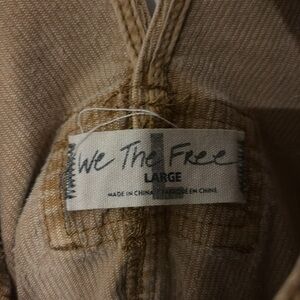 We The Free
LARGE
MADE IN CHINA / FABRIQUÉ EN CHINE